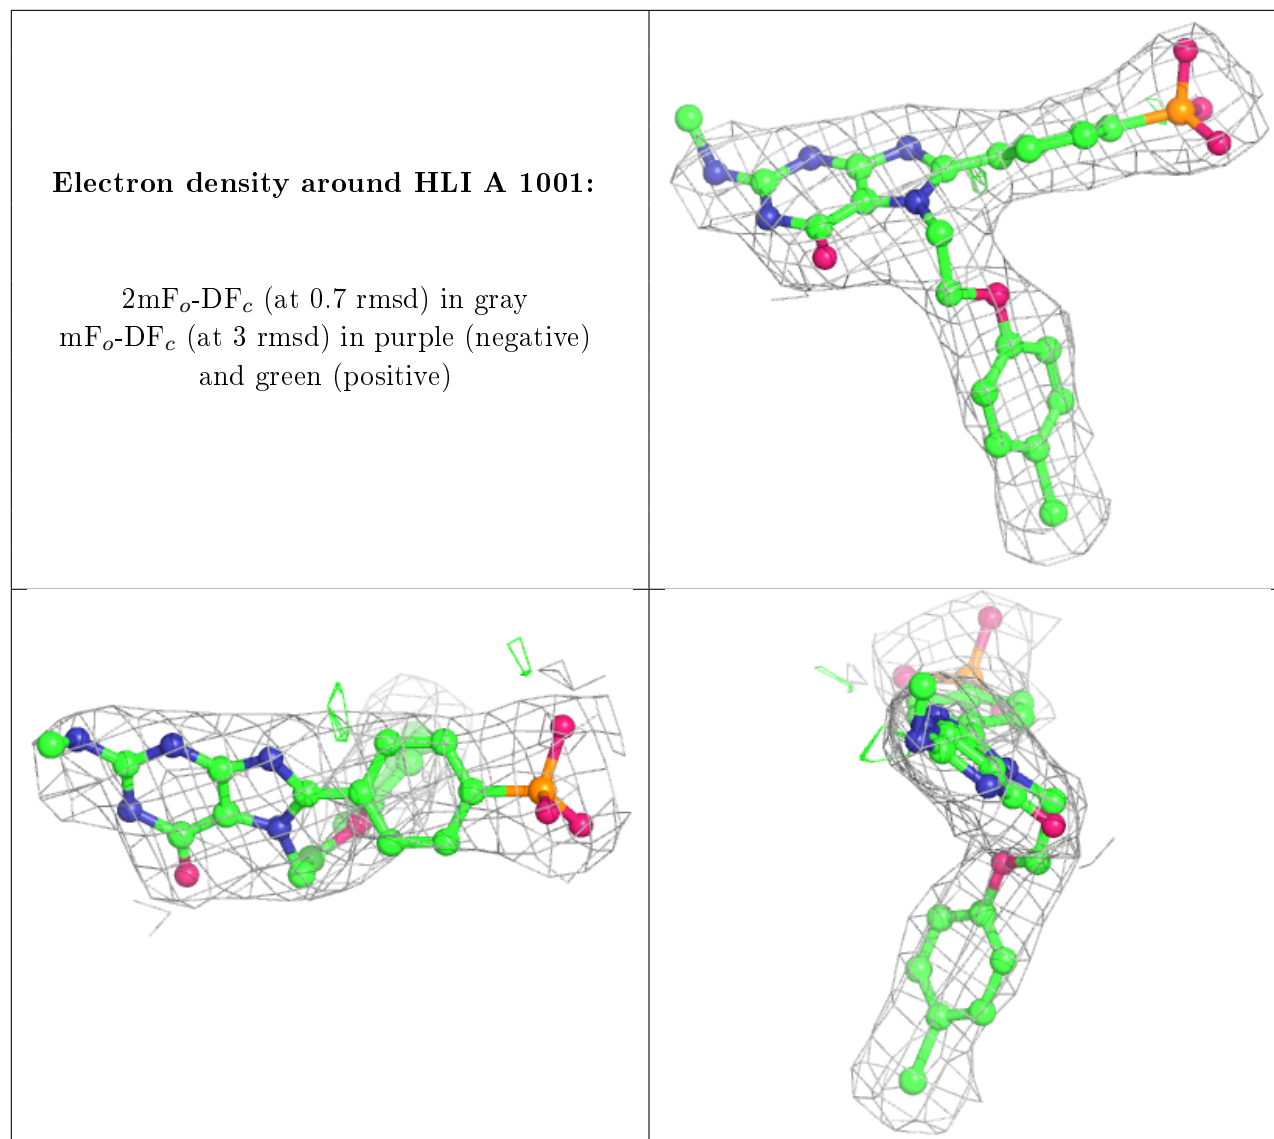 Electron density around HLI A 1001:
2mFo-DFc (at 0.7 rmsd) in gray
mFo-DFc (at 3 rmsd) in purple (negative)
and green (positive)